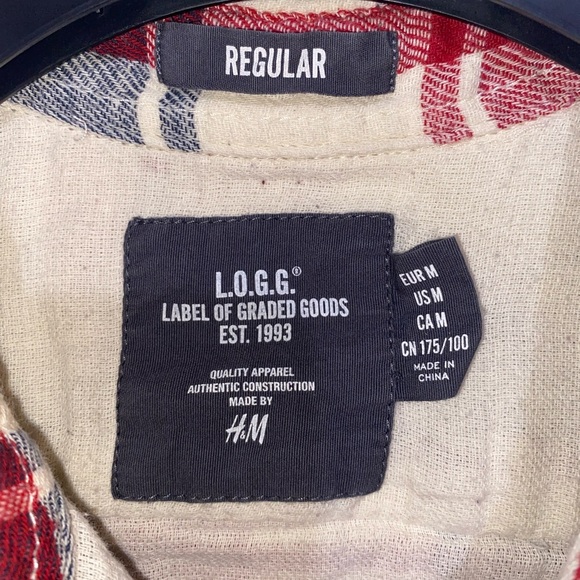 REGULAR
L.O.G.G.®
LABEL OF GRADED GOODS
EST. 1993
QUALITY APPAREL
AUTHENTIC CONSTRUCTION
MADE BY
H&M
EUR M
US M
CA M
CN 175/100
MADE IN
CHINA